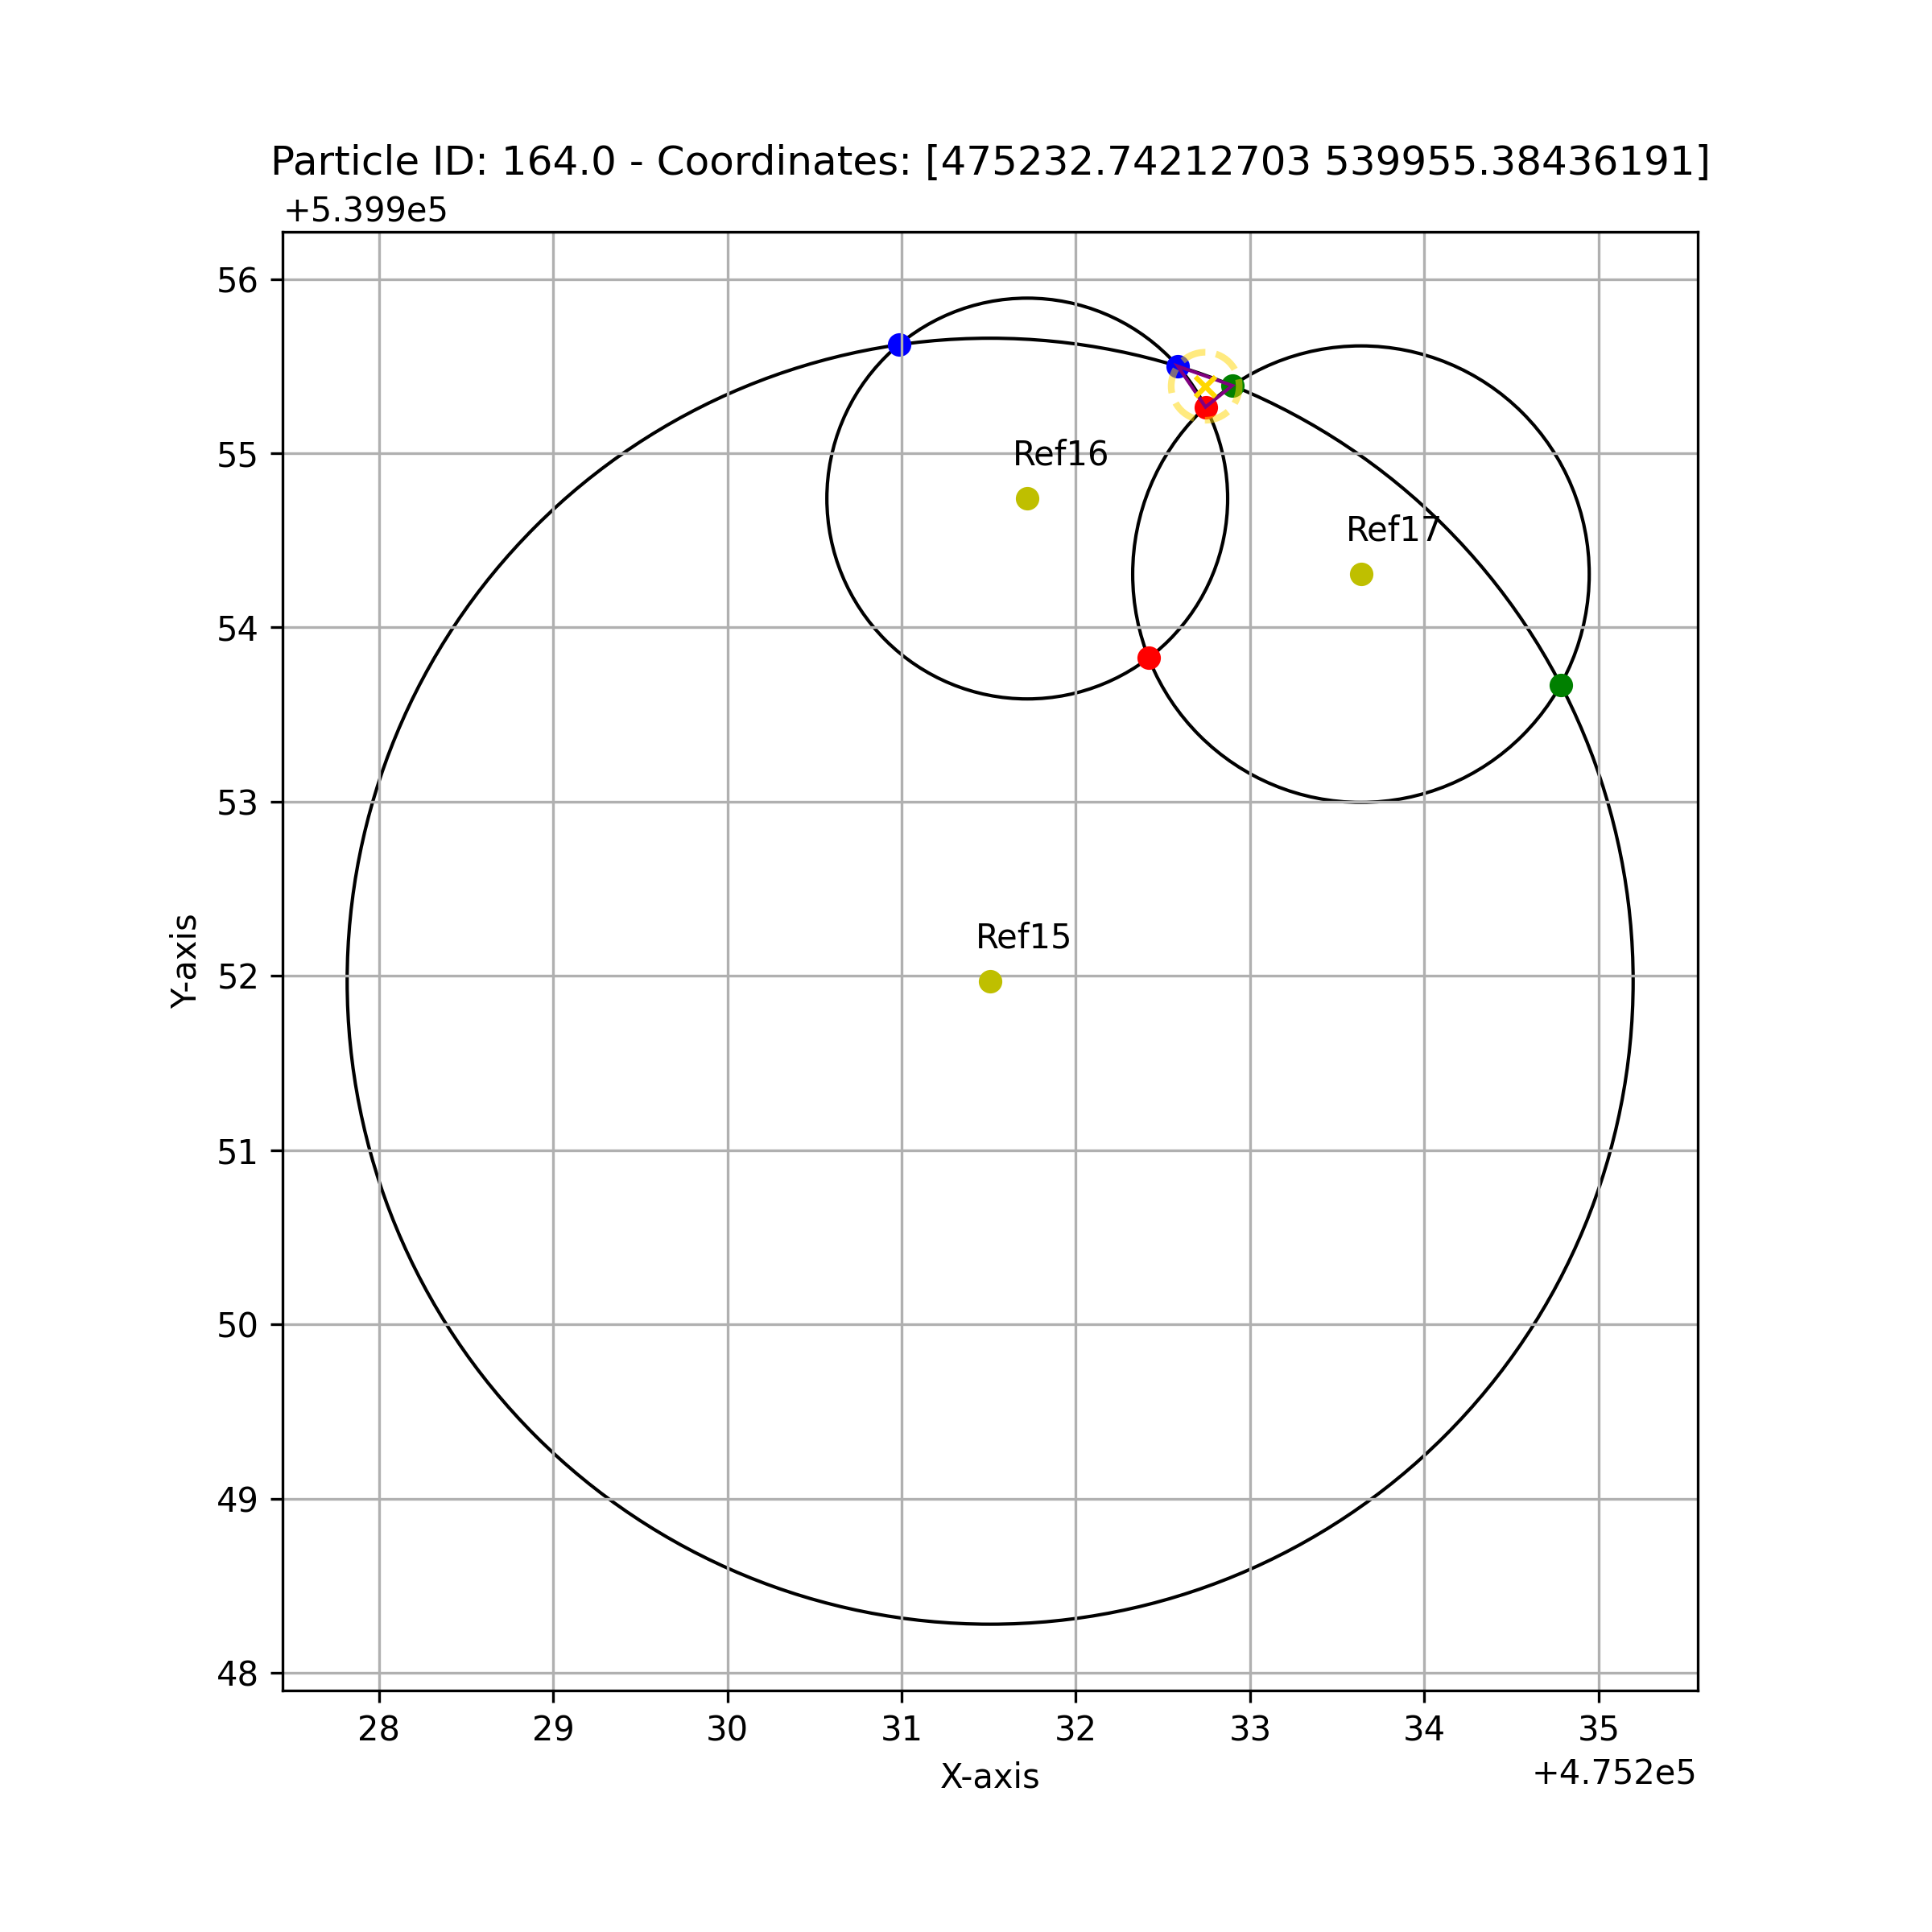 Particle ID: 164.0 - Coordinates: [475232.74212703 539955.38436191]
+5.399e5
56
55
54
53
52
51
50
49
48
Y-axis
Ref16
Ref17
Ref15
28 29 30 31 32 33 34 35
X-axis
+4.752e5